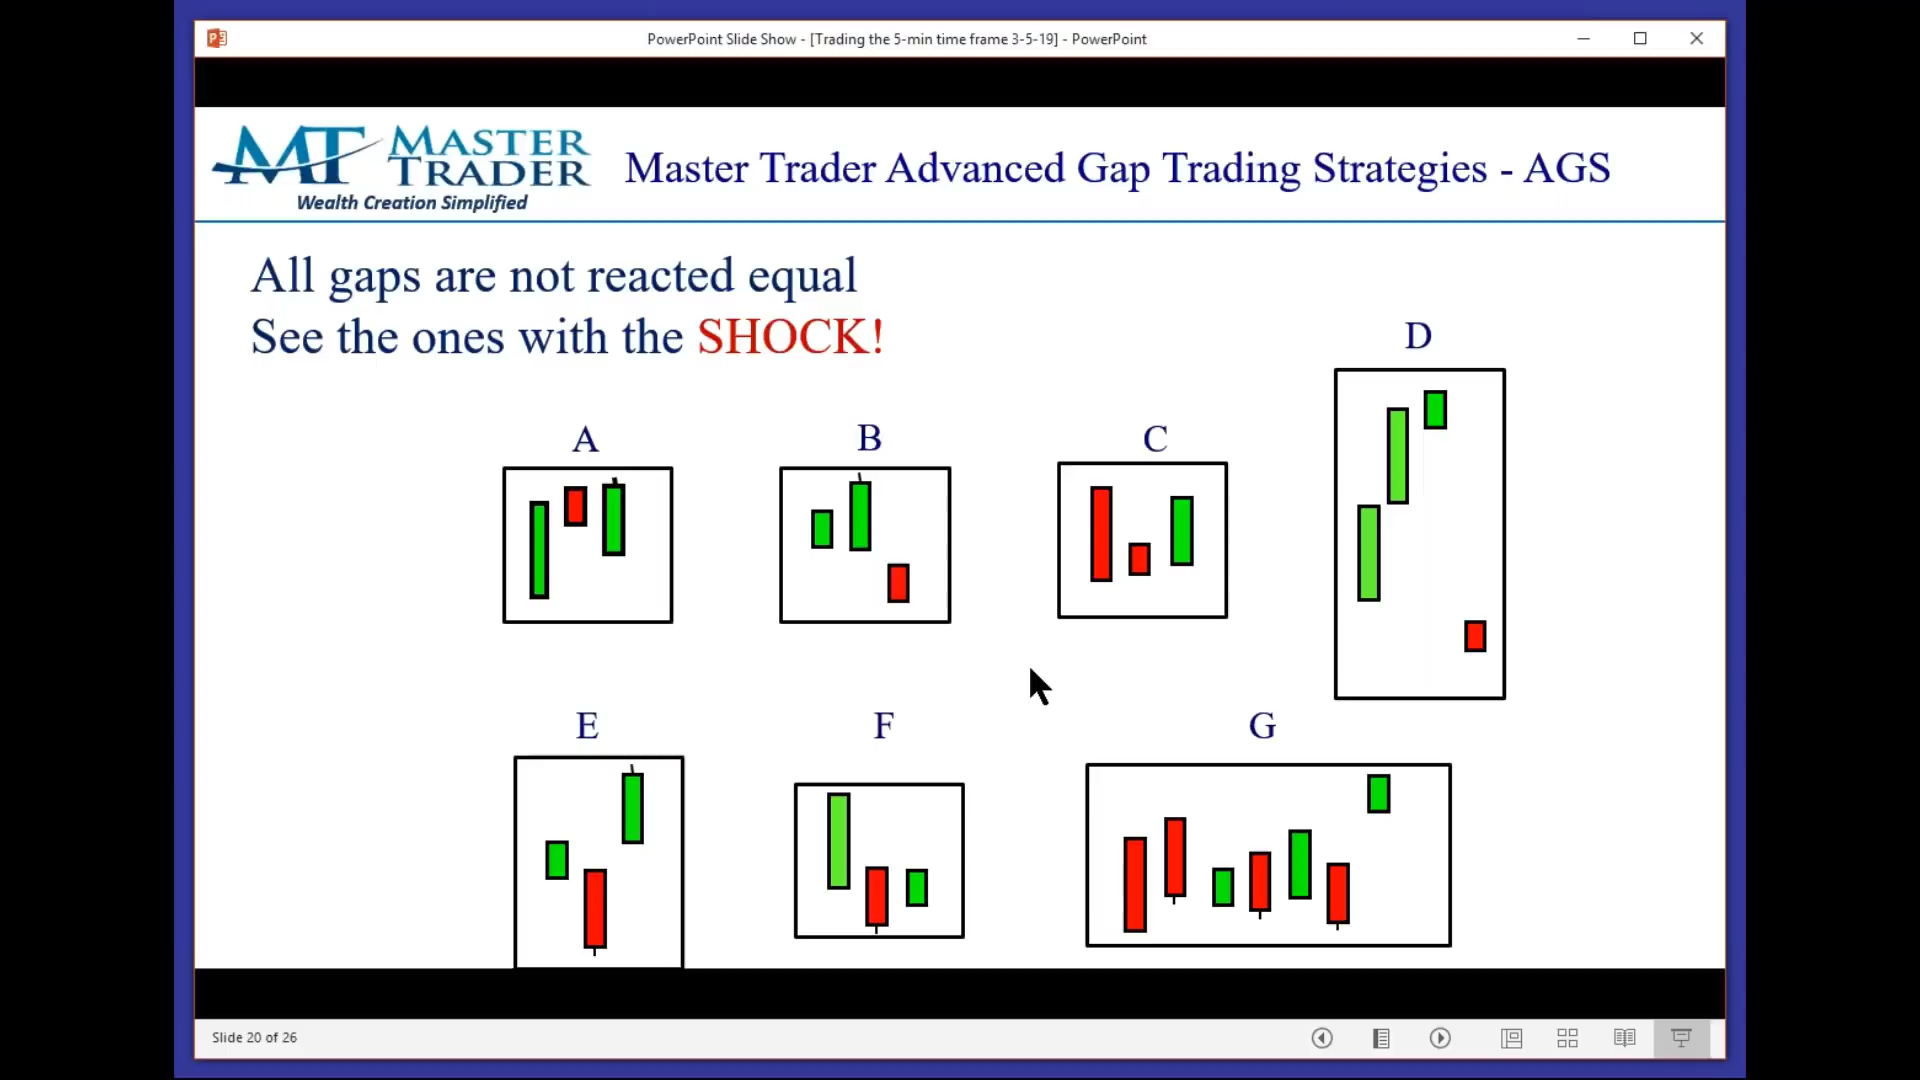 PowerPoint Slide Show - [Trading the 5-min time frame 3-5-19] - PowerPoint
MT MASTER TRADER
Wealth Creation Simplified
Master Trader Advanced Gap Trading Strategies - AGS
All gaps are not reacted equal
See the ones with the SHOCK!
D
A
B
C
E
F
G
Slide 20 of 26